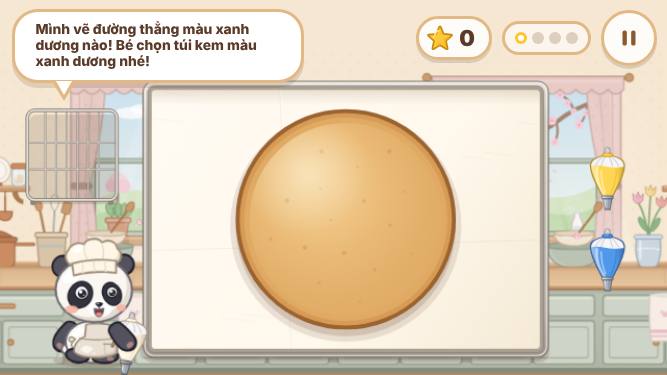 Mình vẽ đường thẳng màu xanh
dương nào! Bé chọn túi kem màu
xanh dương nhé!
0